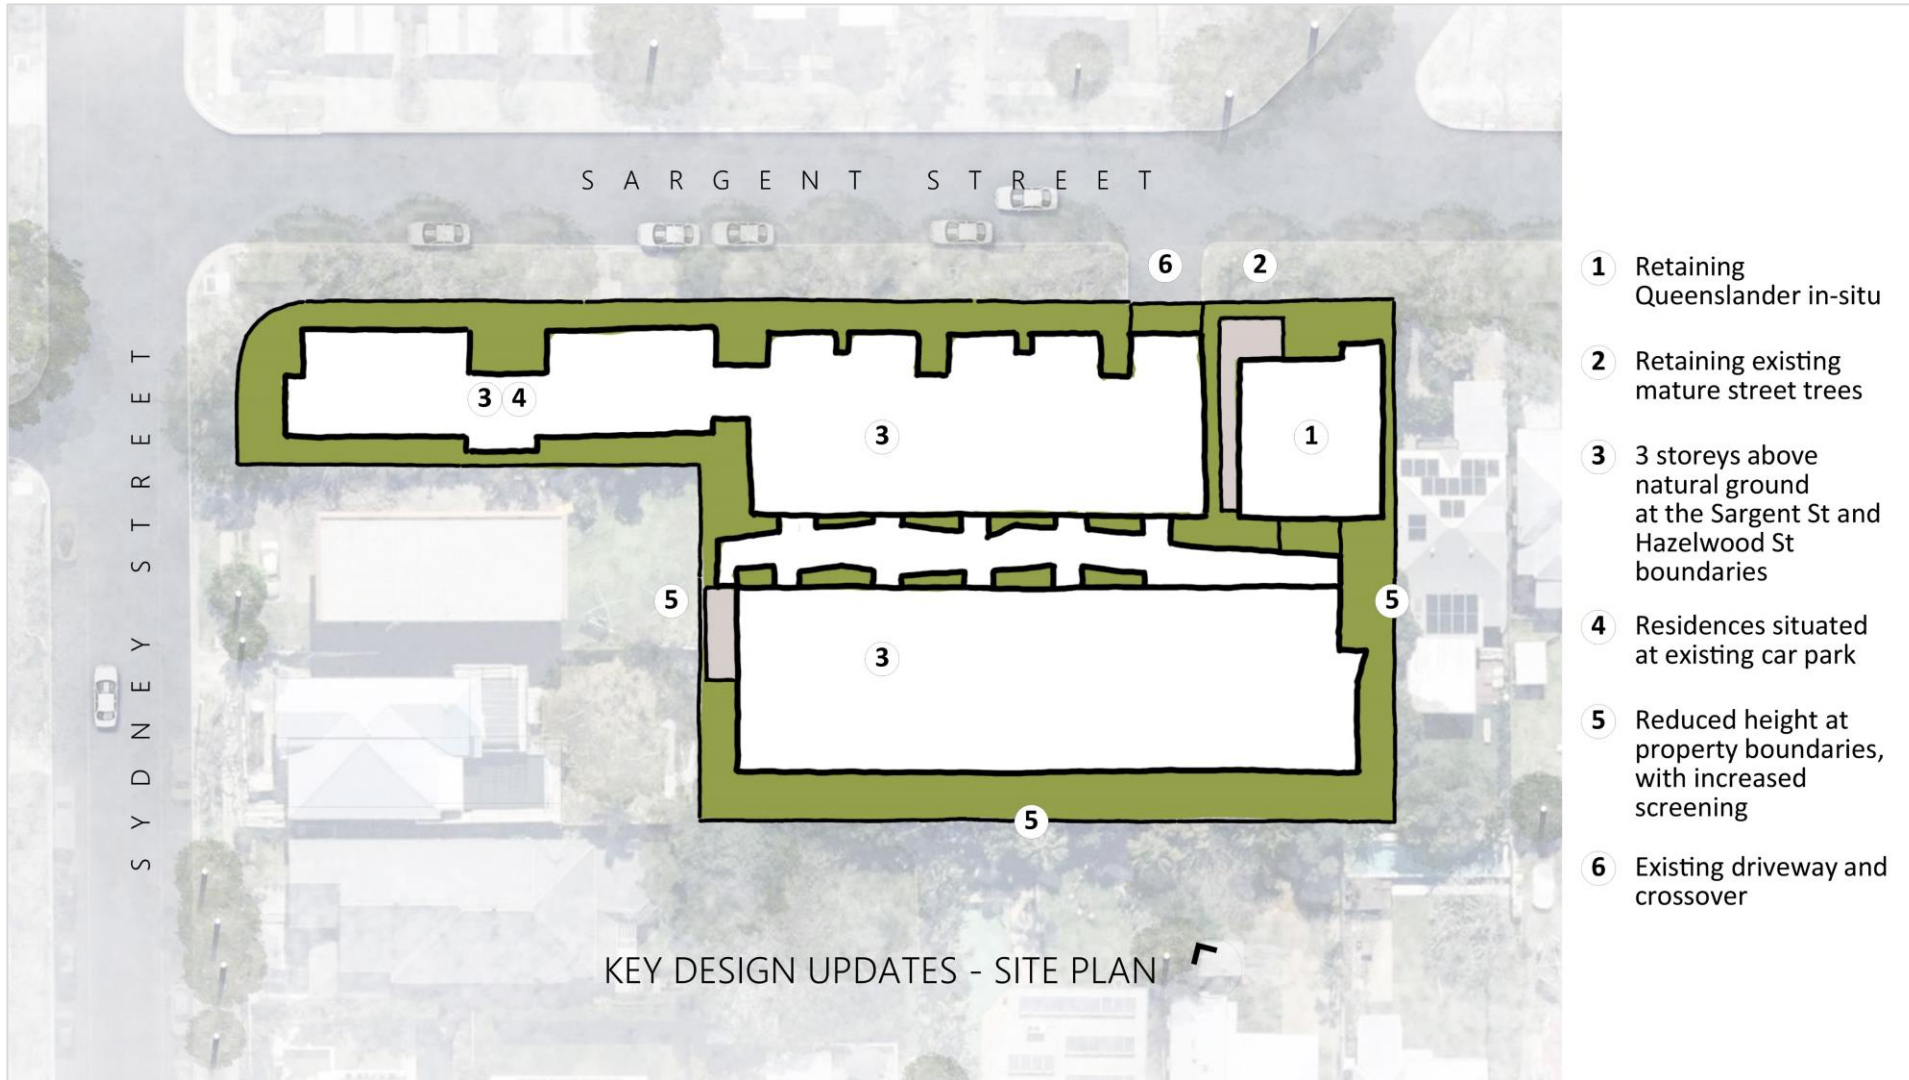 SARGENT STREET
6
2
3
4
3
1
5
5
3
5
SYDNEY STREET
KEY DESIGN UPDATES - SITE PLAN
1 Retaining
Queenslander in-situ
2 Retaining existing
mature street trees
3 3 storeys above
natural ground
at the Sargent St and
Hazelwood St
boundaries
4 Residences situated
at existing car park
5 Reduced height at
property boundaries,
with increased
screening
6 Existing driveway and
crossover